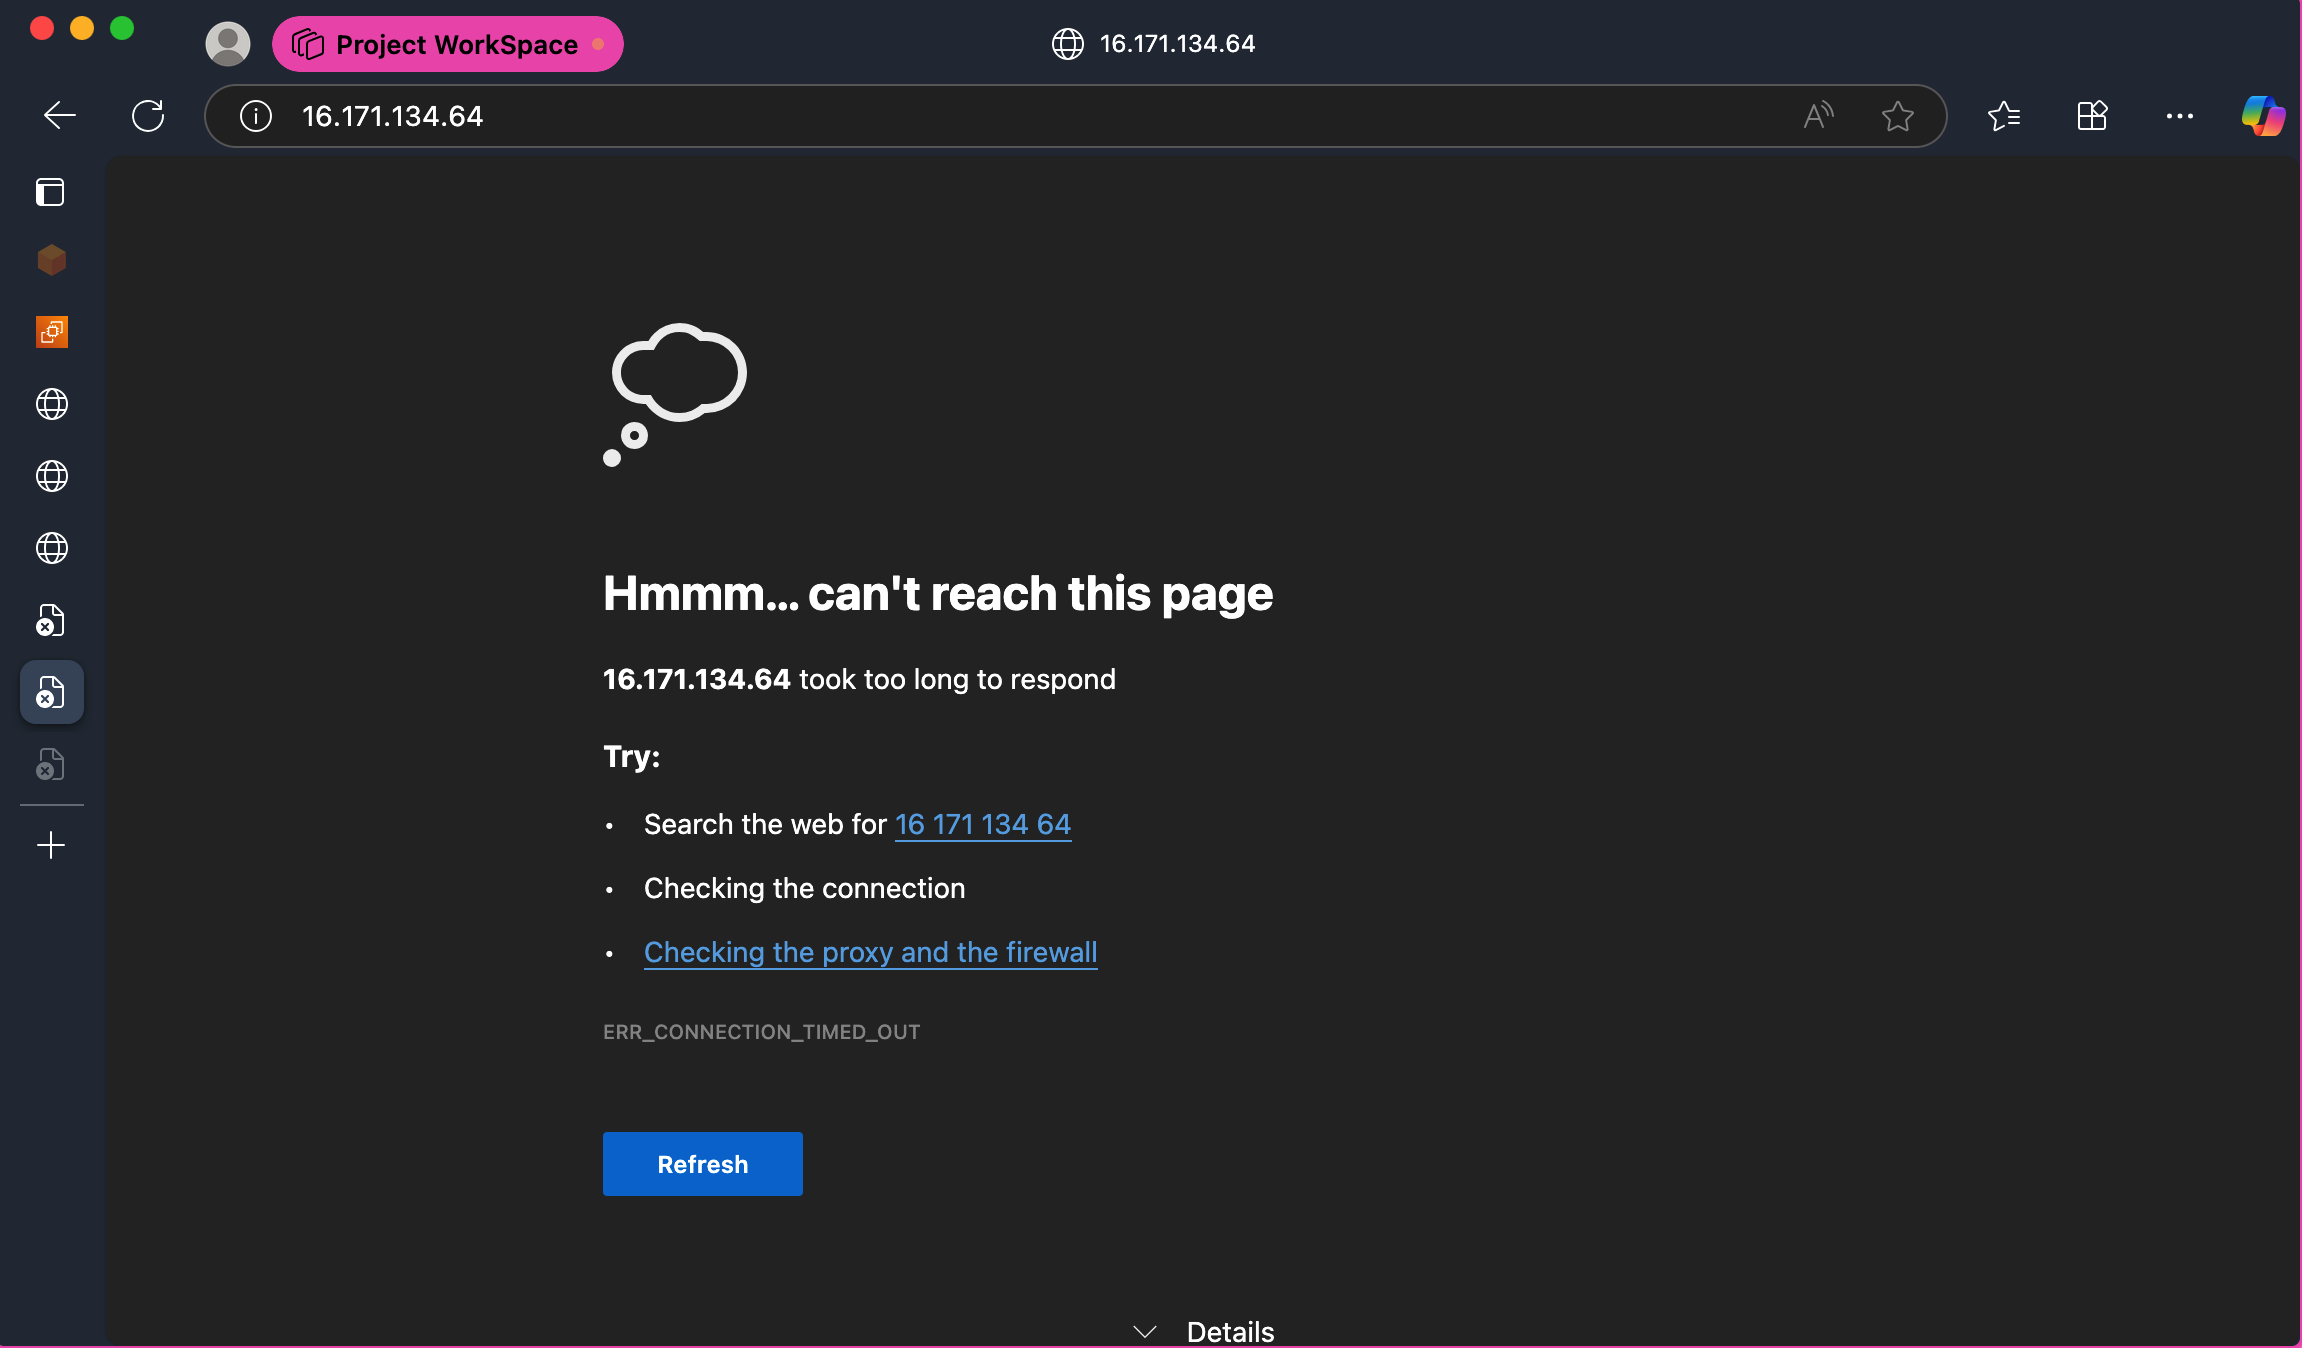 Project WorkSpace
16.171.134.64
16.171.134.64
Hmmm... can't reach this page
16.171.134.64 took too long to respond
Try:
• Search the web for 16 171 134 64
• Checking the connection
• Checking the proxy and the firewall
ERR_CONNECTION_TIMED_OUT
Refresh
Details